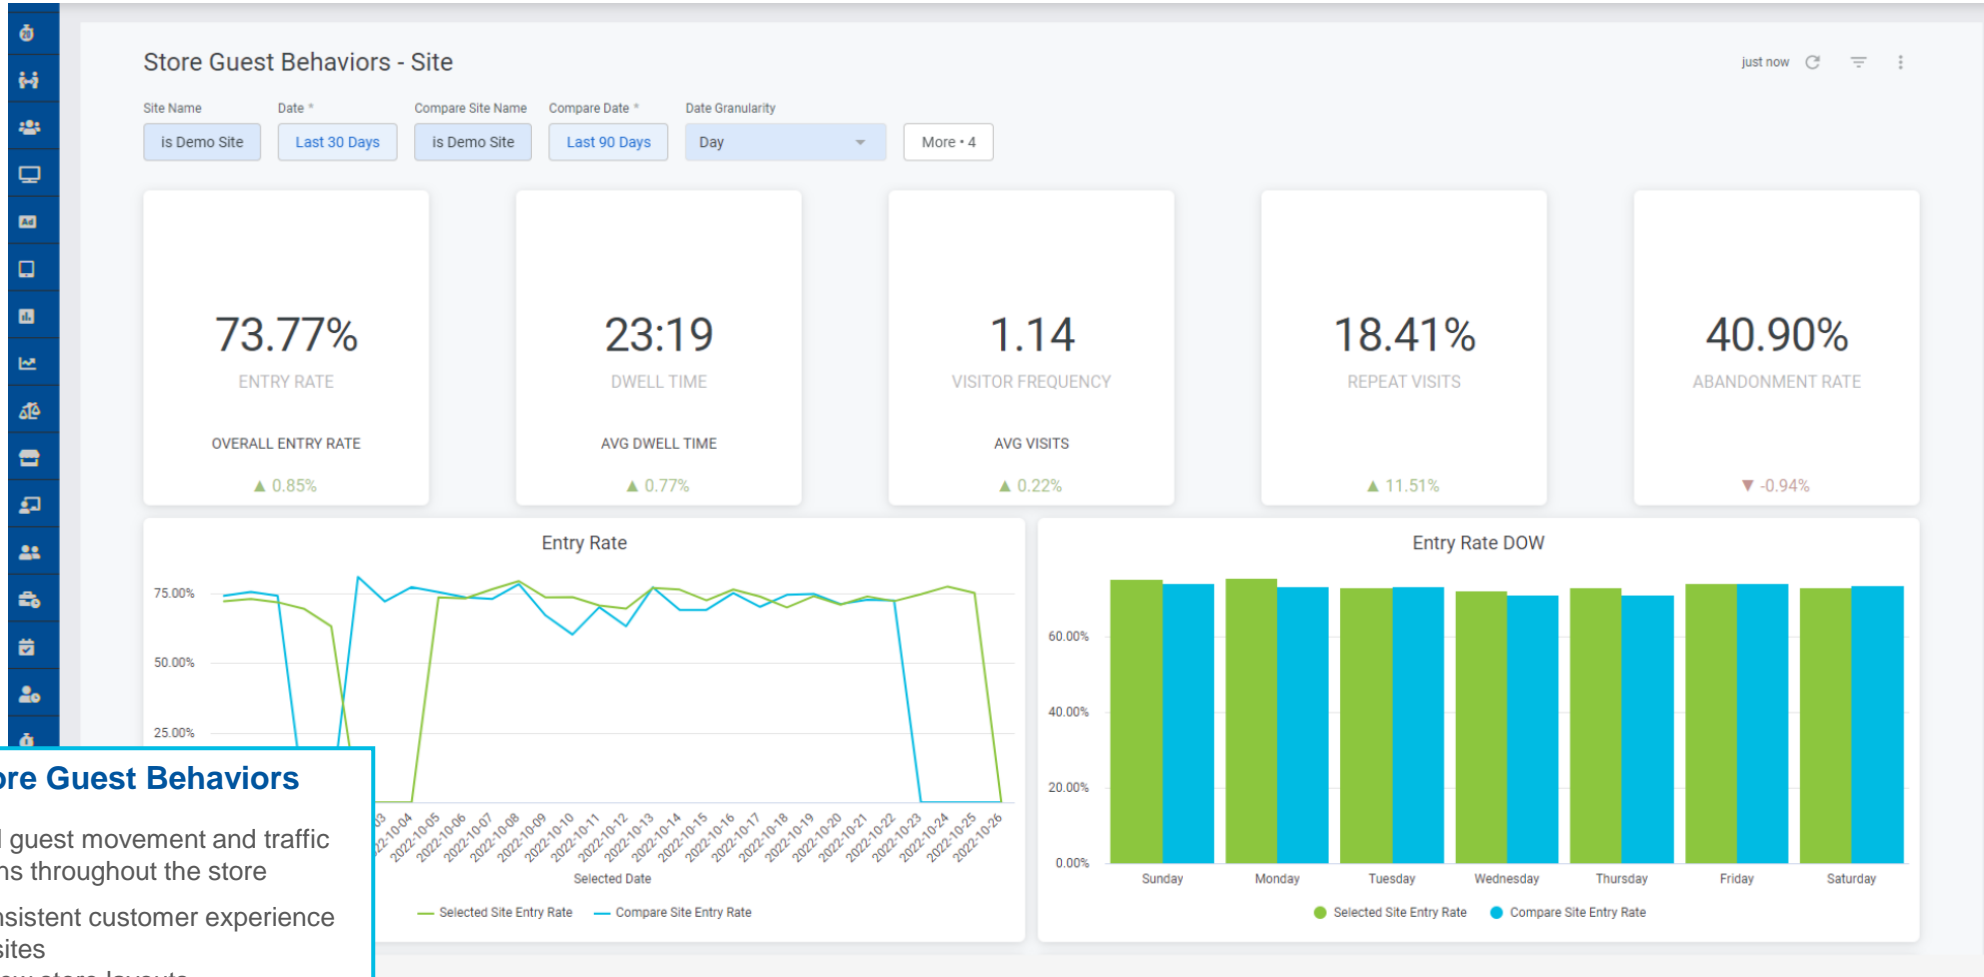 Store Guest Behaviors - Site
just now
Site Name
Date *
Compare Site Name
Compare Date *
Date Granularity
is Demo Site
Last 30 Days
is Demo Site
Last 90 Days
Day
More • 4
Ad
73.77%
ENTRY RATE
OVERALL ENTRY RATE
▲ 0.85%
23:19
DWELL TIME
AVG DWELL TIME
▲ 0.77%
1.14
VISITOR FREQUENCY
AVG VISITS
▲ 0.22%
18.41%
REPEAT VISITS
▲ 11.51%
40.90%
ABANDONMENT RATE
▼ -0.94%
Entry Rate
75.00%
50.00%
25.00%
2022-10-05
2022-10-06
2022-10-07
2022-10-08
2022-10-09
2022-10-10
2022-10-11
2022-10-12
2022-10-13
2022-10-14
2022-10-15
2022-10-16
2022-10-17
2022-10-18
2022-10-19
2022-10-20
2022-10-21
2022-10-22
2022-10-23
2022-10-24
2022-10-25
2022-10-26
Selected Date
Selected Site Entry Rate
Compare Site Entry Rate
Entry Rate DOW
60.00%
40.00%
20.00%
0.00%
Sunday
Monday
Tuesday
Wednesday
Thursday
Friday
Saturday
Selected Site Entry Rate
Compare Site Entry Rate
ore Guest Behaviors
guest movement and traffic
ns throughout the store
nsistent customer experience
sites